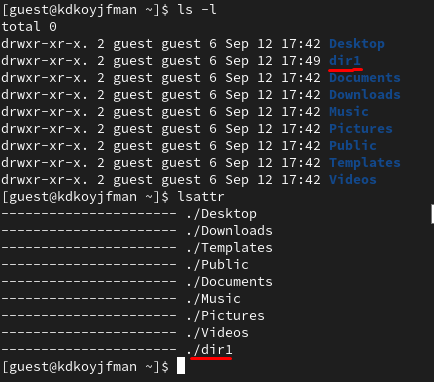 [guest@kdkoyjfman ~]$ ls -l
total 0
drwxr-xr-x. 2 guest guest 6 Sep 12 17:42 Desktop
drwxr-xr-x. 2 guest guest 6 Sep 12 17:49 dir1
drwxr-xr-x. 2 guest guest 6 Sep 12 17:42 Documents
drwxr-xr-x. 2 guest guest 6 Sep 12 17:42 Downloads
drwxr-xr-x. 2 guest guest 6 Sep 12 17:42 Music
drwxr-xr-x. 2 guest guest 6 Sep 12 17:42 Pictures
drwxr-xr-x. 2 guest guest 6 Sep 12 17:42 Public
drwxr-xr-x. 2 guest guest 6 Sep 12 17:42 Templates
drwxr-xr-x. 2 guest guest 6 Sep 12 17:42 Videos
[guest@kdkoyjfman ~]$ lsattr
---------------------- ./Desktop
---------------------- ./Downloads
---------------------- ./Templates
---------------------- ./Public
---------------------- ./Documents
---------------------- ./Music
---------------------- ./Pictures
---------------------- ./Videos
---------------------- ./dir1
[guest@kdkoyjfman ~]$